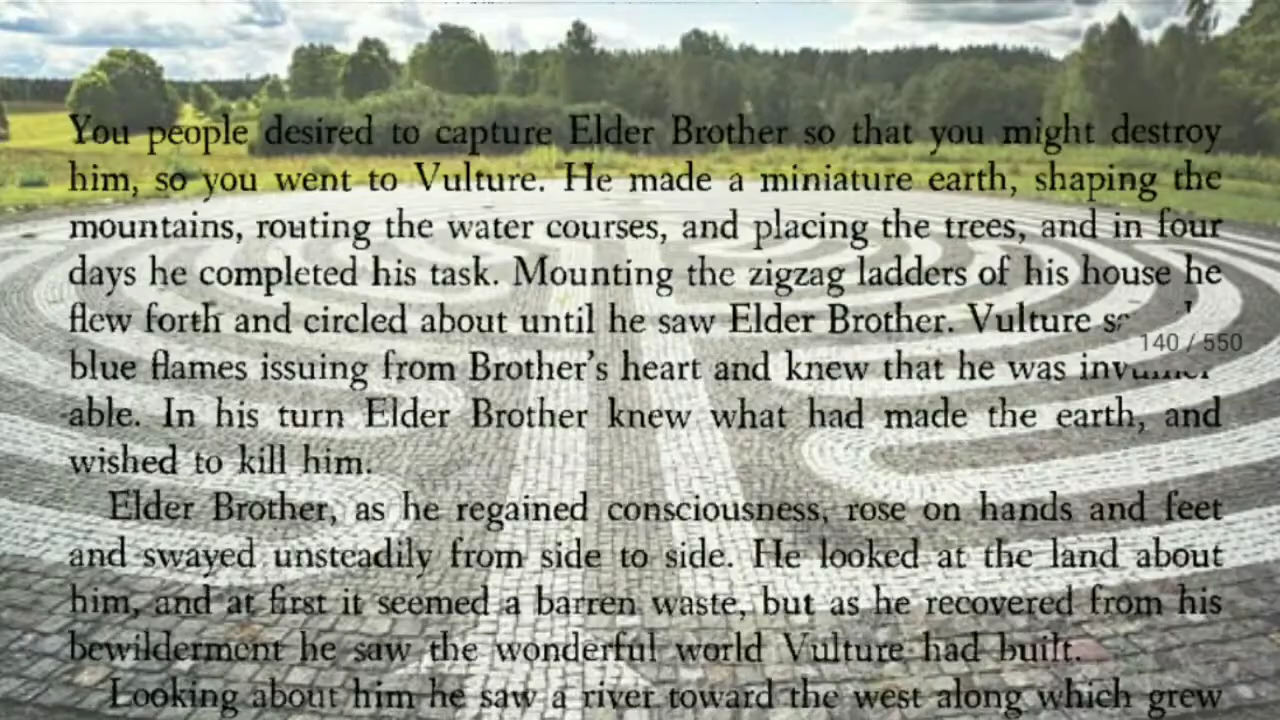 You people desired to capture Elder Brother so that you might destroy
him, so you went to Vulture. He made a miniature earth, shaping the
mountains, routing the water courses, and placing the trees, and in four
days he completed his task. Mounting the zigzag ladders of his house he
flew forth and circled about until he saw Elder Brother. Vulture
140 / 550
blue flames issuing from Brother's heart and knew that he was
able. In his turn Elder Brother knew what had made the earth, and
wished to kill him.
Elder Brother, as he regained consciousness, rose on hands and feet
and swayed unsteadily from side to side. He looked at the land about
him, and at first it seemed a barren waste, but as he recovered from his
bewilderment he saw the wonderful world Vulture had built.
Looking about him he saw a river toward the west along which grew